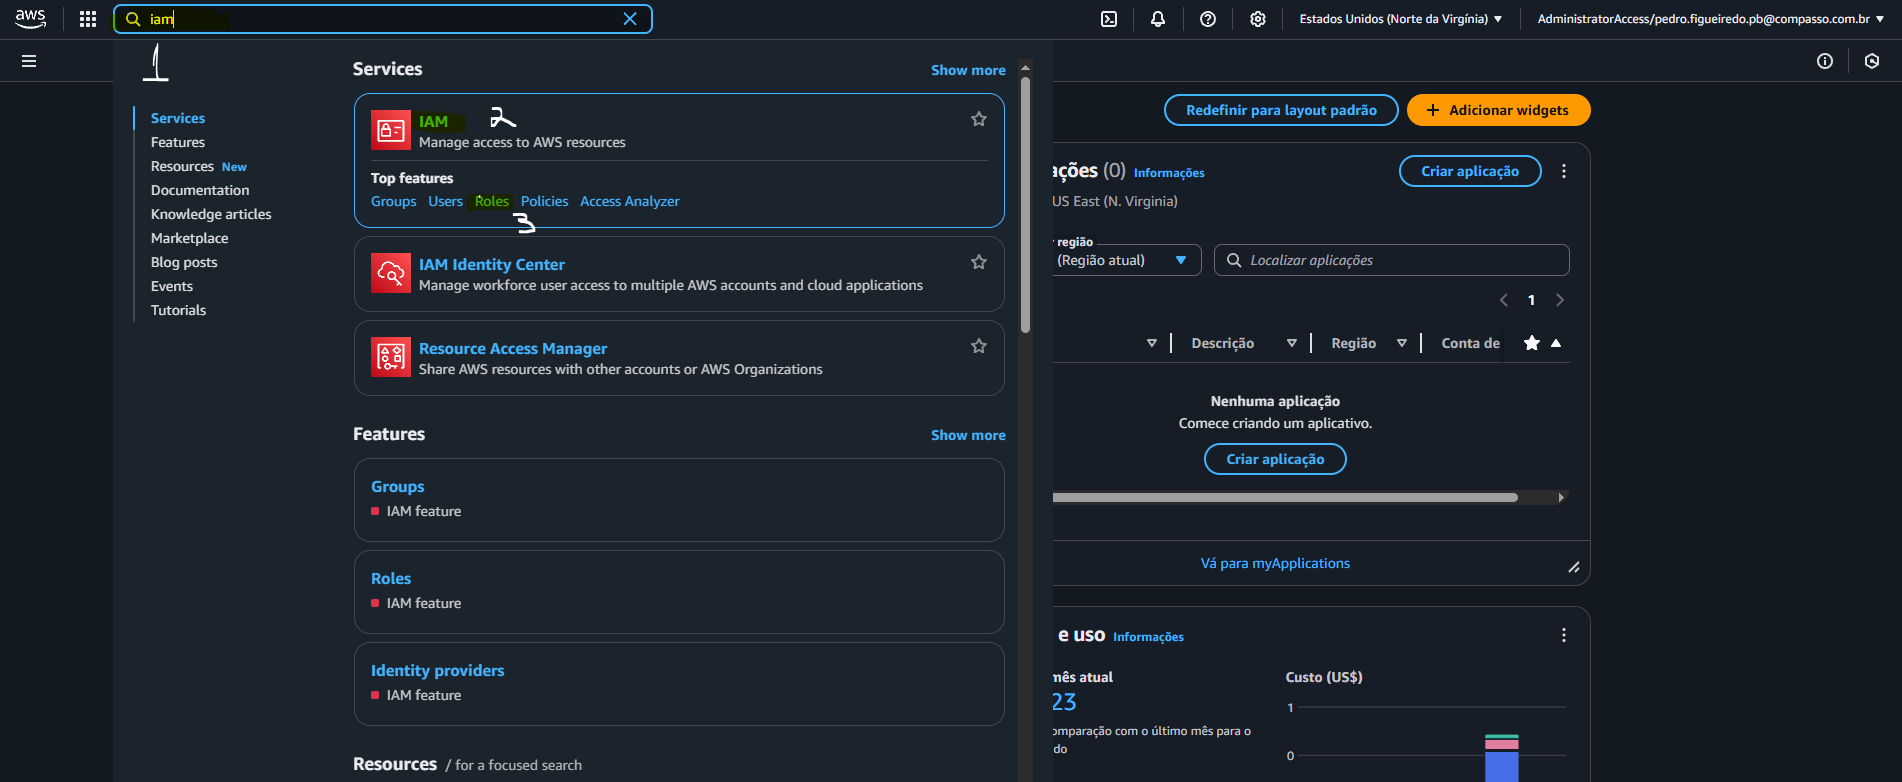 aws
iam
Estados Unidos (Norte da Virgínia)
AdministratorAccess/pedro.figueiredo.pb@compasso.com.br
1
Services
Features
Resources New
Documentation
Knowledge articles
Marketplace
Blog posts
Events
Tutorials
Services
Show more
IAM
2
Manage access to AWS resources
Top features
Groups Users Roles Policies Access Analyzer
3
IAM Identity Center
Manage workforce user access to multiple AWS accounts and cloud applications
Resource Access Manager
Share AWS resources with other accounts or AWS Organizations
Features
Show more
Groups
IAM feature
Roles
IAM feature
Identity providers
IAM feature
Resources / for a focused search
Redefinir para layout padrão
+ Adicionar widgets
ações (0) Informações
Criar aplicação
US East (N. Virginia)
região
(Região atual)
Localizar aplicações
1
Descrição
Região
Conta de
Nenhuma aplicação
Comece criando um aplicativo.
Criar aplicação
Vá para myApplications
e uso Informações
mês atual
23
omparação com o último mês para o
do
Custo (US$)
1
0